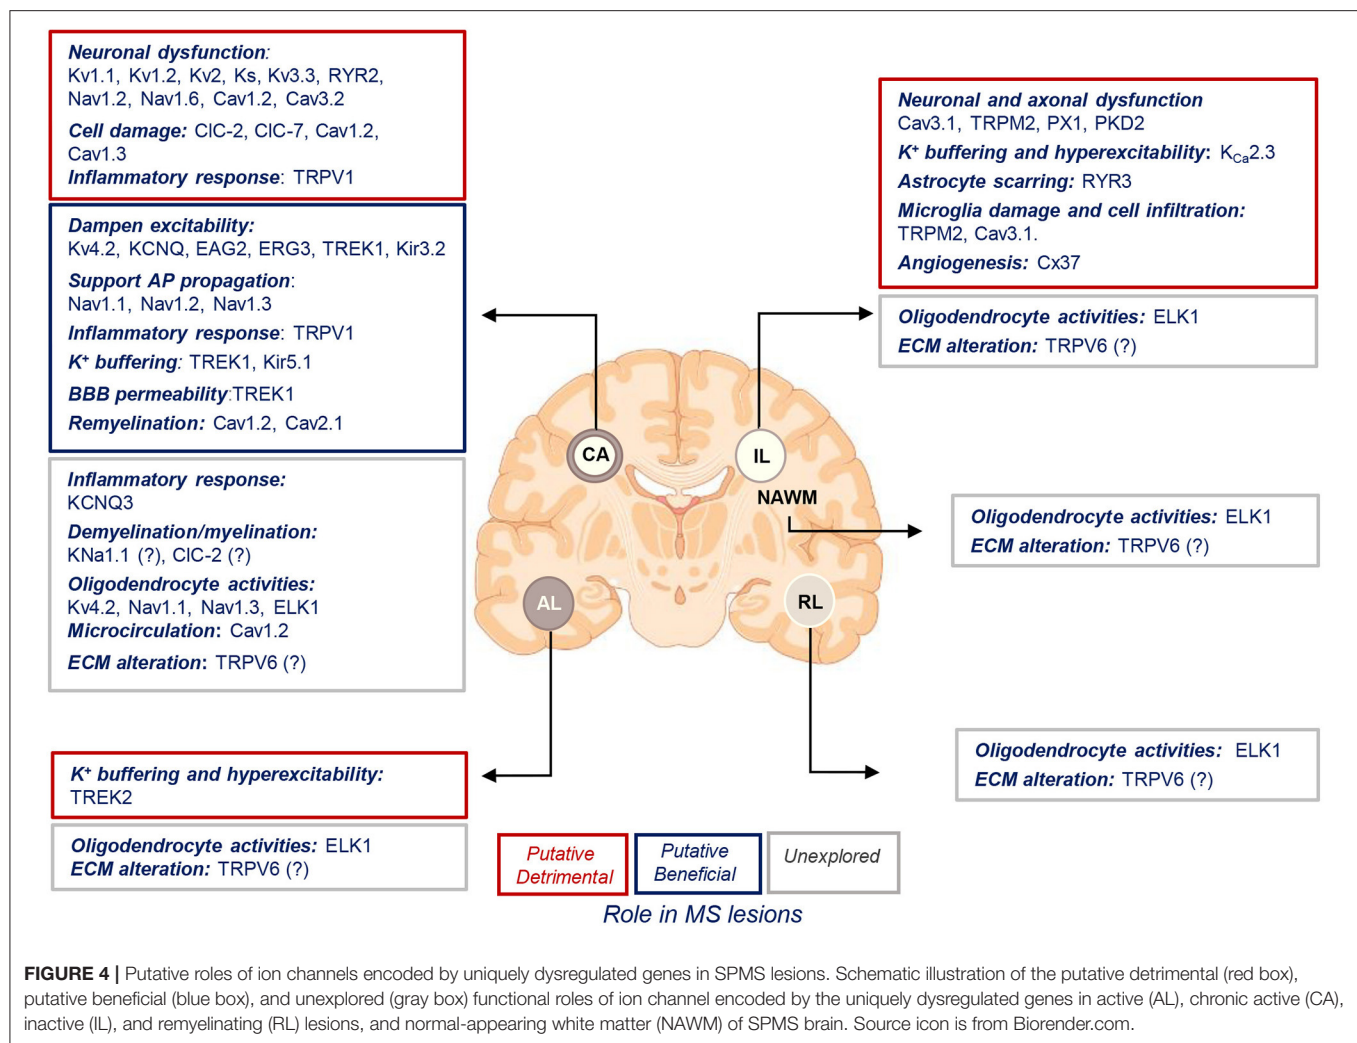 Neuronal dysfunction:
Kv1.1, Kv1.2, Kv2, Ks, Kv3.3, RYR2,
Nav1.2, Nav1.6, Cav1.2, Cav3.2
Cell damage: ClC-2, ClC-7, Cav1.2,
Cav1.3
Inflammatory response: TRPV1
Dampen excitability:
Kv4.2, KCNQ, EAG2, ERG3, TREK1, Kir3.2
Support AP propagation:
Nav1.1, Nav1.2, Nav1.3
Inflammatory response: TRPV1
K+ buffering: TREK1, Kir5.1
BBB permeability:TREK1
Remyelination: Cav1.2, Cav2.1
Inflammatory response:
KCNQ3
Demyelination/myelination:
KNa1.1 (?), ClC-2 (?)
Oligodendrocyte activities:
Kv4.2, Nav1.1, Nav1.3, ELK1
Microcirculation: Cav1.2
ECM alteration: TRPV6 (?)
K+ buffering and hyperexcitability:
TREK2
Oligodendrocyte activities: ELK1
ECM alteration: TRPV6 (?)
CA
IL
NAWM
AL
RL
Neuronal and axonal dysfunction
Cav3.1, TRPM2, PX1, PKD2
K+ buffering and hyperexcitability: KCa2.3
Astrocyte scarring: RYR3
Microglia damage and cell infiltration:
TRPM2, Cav3.1.
Angiogenesis: Cx37
Oligodendrocyte activities: ELK1
ECM alteration: TRPV6 (?)
Oligodendrocyte activities: ELK1
ECM alteration: TRPV6 (?)
Oligodendrocyte activities: ELK1
ECM alteration: TRPV6 (?)
Putative
Detrimental
Putative
Beneficial
Unexplored
Role in MS lesions
FIGURE 4 | Putative roles of ion channels encoded by uniquely dysregulated genes in SPMS lesions. Schematic illustration of the putative detrimental (red box),
putative beneficial (blue box), and unexplored (gray box) functional roles of ion channel encoded by the uniquely dysregulated genes in active (AL), chronic active (CA),
inactive (IL), and remyelinating (RL) lesions, and normal-appearing white matter (NAWM) of SPMS brain. Source icon is from Biorender.com.